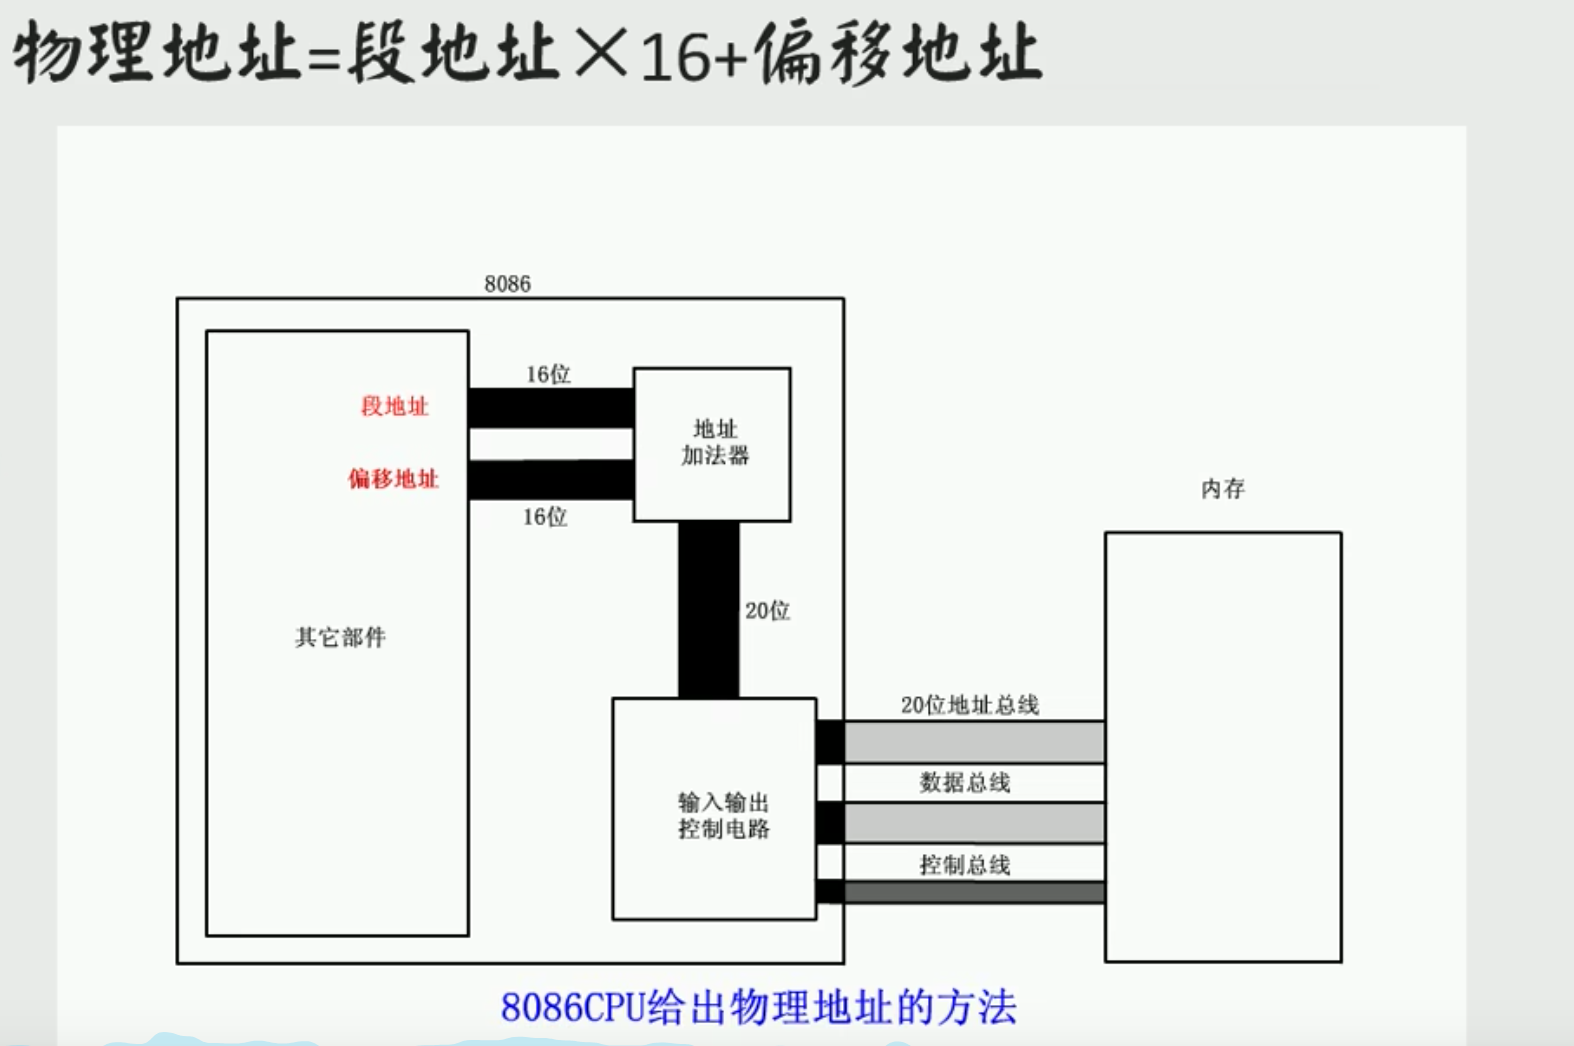 物理地址=段地址×16+偏移地址
8086
16位
段地址
地址
加法器
偏移地址
16位
内存
20位
其它部件
20位地址总线
数据总线
输入输出
控制电路
控制总线
8086CPU给出物理地址的方法